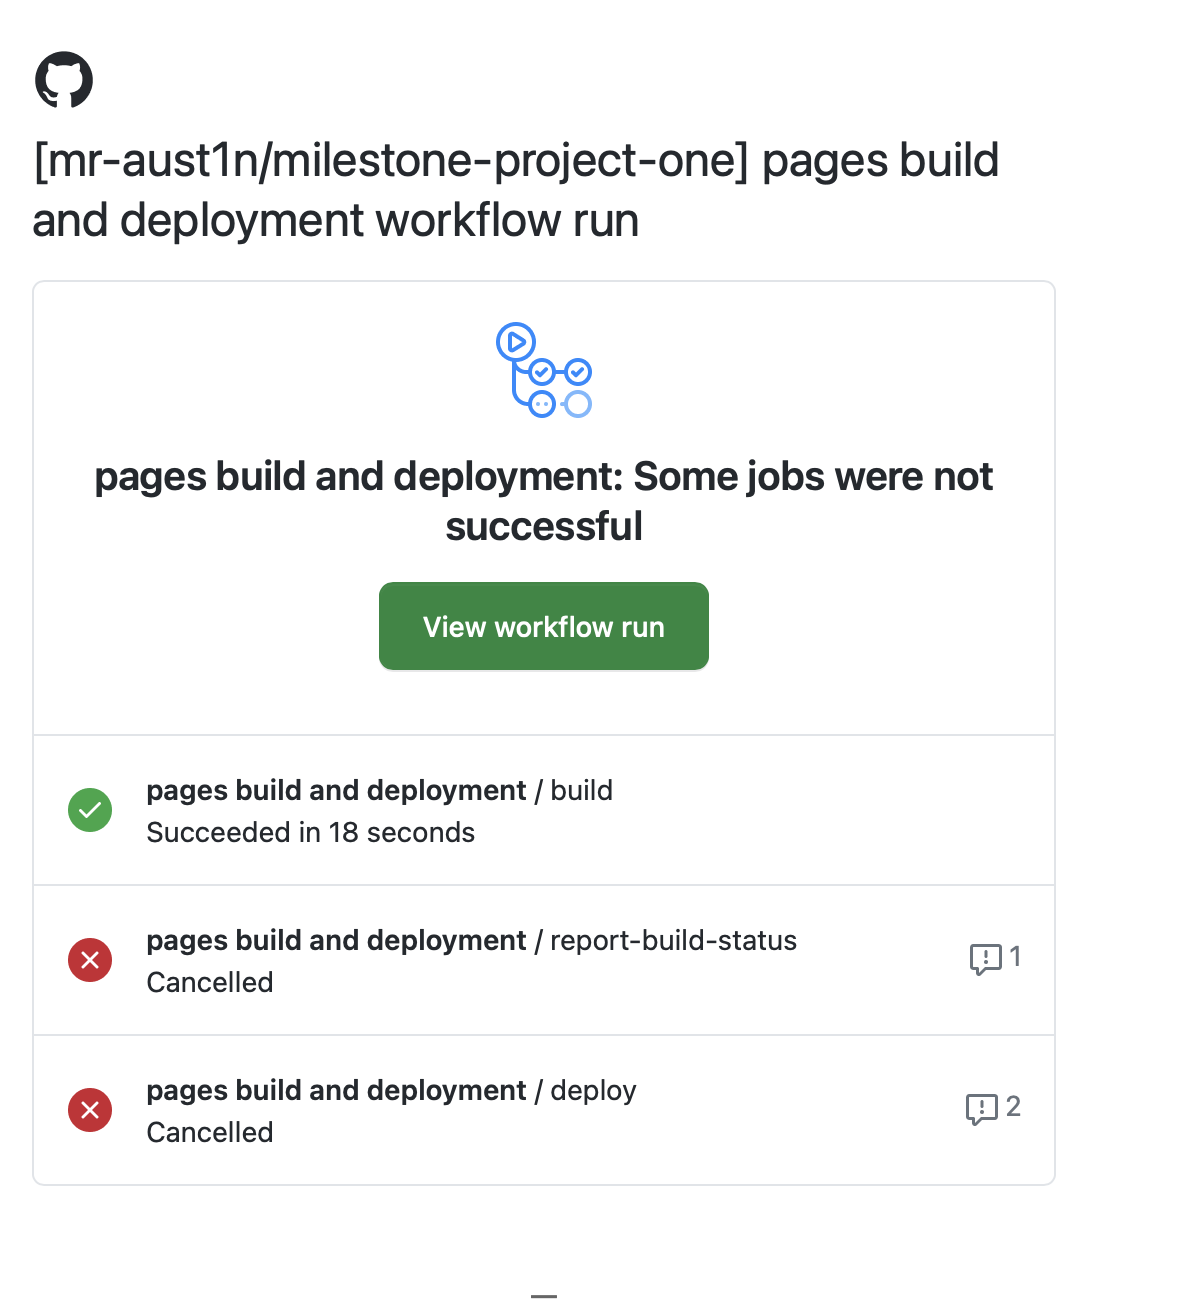 [mr-aust1n/milestone-project-one] pages build
and deployment workflow run
pages build and deployment: Some jobs were not
successful
View workflow run
pages build and deployment / build
Succeeded in 18 seconds
pages build and deployment / report-build-status
Cancelled
1
pages build and deployment / deploy
Cancelled
2
—